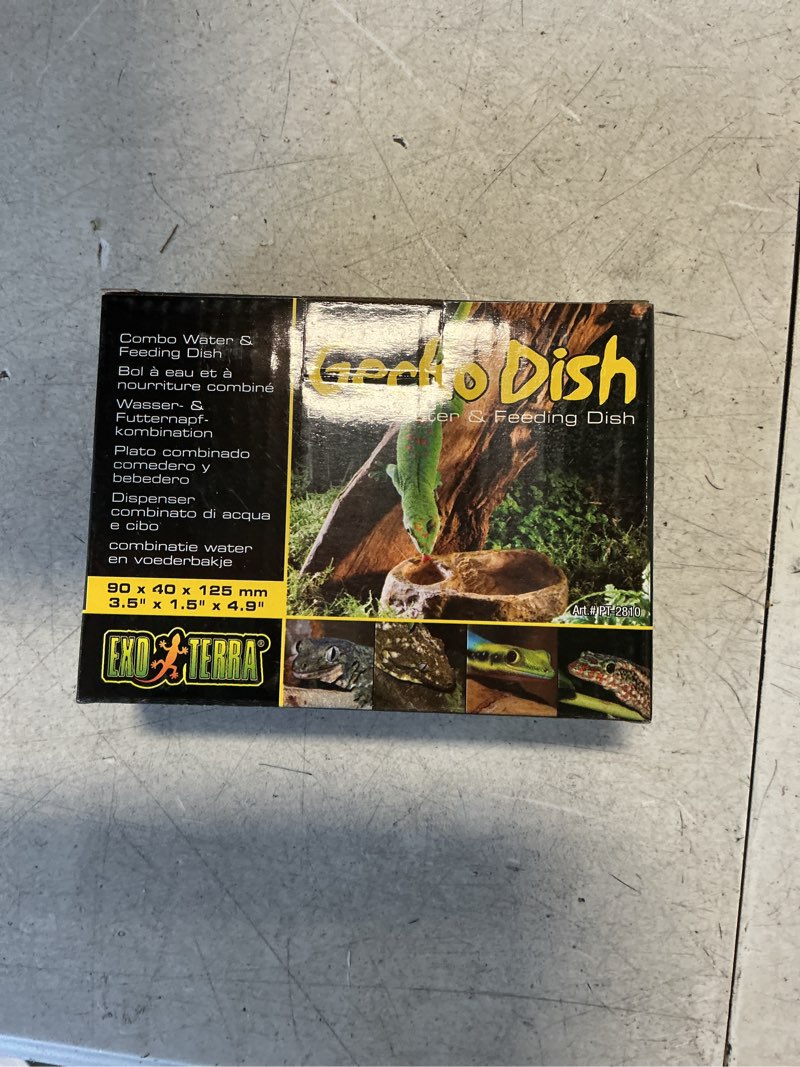 Combo Water &
Feeding Dish
Bol à eau et à
nourriture combiné
Wasser- &
Futternapf-
kombination
Plato combinado
comedero y
bebedero
Dispenser
combinato di acqua
e cibo
combinatie water
en voederbakje
90 x 40 x 125 mm
3.5" x 1.5" x 4.9"
EXO TERRA®
Gecko Dish
& Feeding Dish
Art.# PT-2810